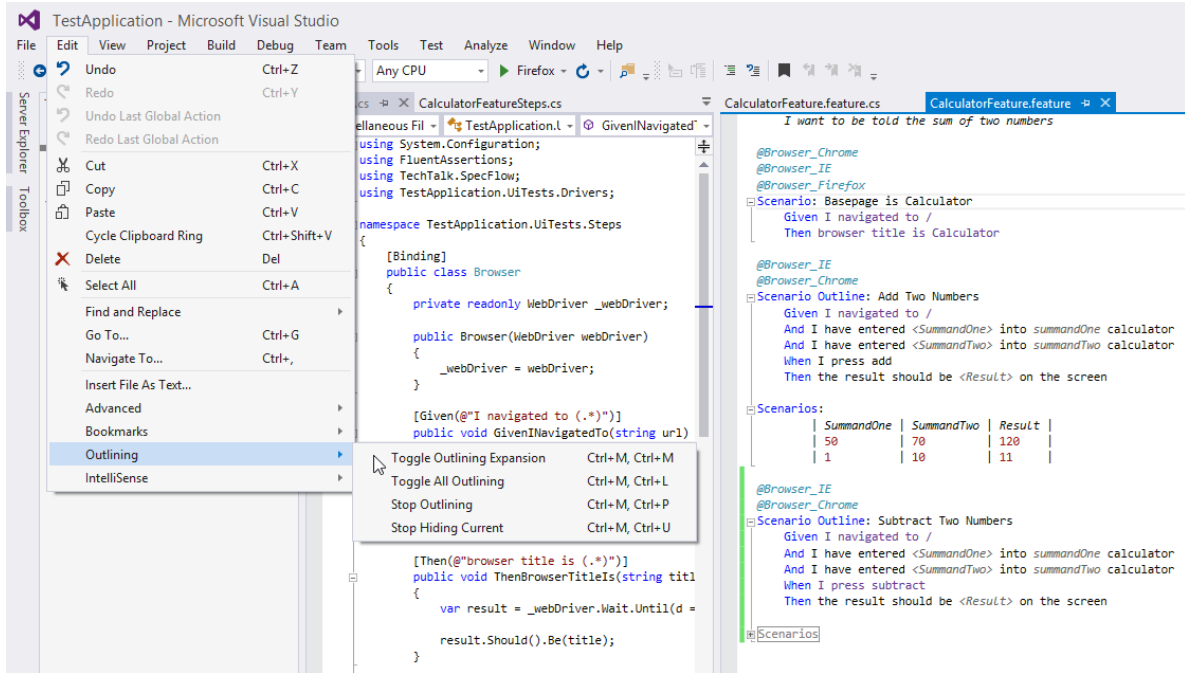 TestApplication - Microsoft Visual Studio
File Edit View Project Build Debug Team Tools Test Analyze Window Help
Any CPU Firefox
Server Explorer
Toolbox
Undo Ctrl+Z
Redo Ctrl+Y
Undo Last Global Action
Redo Last Global Action
Cut Ctrl+X
Copy Ctrl+C
Paste Ctrl+V
Cycle Clipboard Ring Ctrl+Shift+V
Delete Del
Select All Ctrl+A
Find and Replace
Go To... Ctrl+G
Navigate To... Ctrl+,
Insert File As Text...
Advanced
Bookmarks
Outlining
IntelliSense
Toggle Outlining Expansion Ctrl+M, Ctrl+M
Toggle All Outlining Ctrl+M, Ctrl+L
Stop Outlining Ctrl+M, Ctrl+P
Stop Hiding Current Ctrl+M, Ctrl+U
.cs CalculatorFeatureSteps.cs
ellaneous Fil TestApplication.U GivenINavigatedT
using System.Configuration;
using FluentAssertions;
using TechTalk.SpecFlow;
using TestApplication.UiTests.Drivers;
namespace TestApplication.UiTests.Steps
{
[Binding]
public class Browser
{
private readonly WebDriver _webDriver;
public Browser(WebDriver webDriver)
{
_webDriver = webDriver;
}
[Given(@"I navigated to (.*)")]
public void GivenINavigatedTo(string url)
[Then(@"browser title is (.*)")]
public void ThenBrowserTitleIs(string titl
{
var result = _webDriver.Wait.Until(d =
result.Should().Be(title);
}
CalculatorFeature.feature.cs CalculatorFeature.feature
I want to be told the sum of two numbers
@Browser_Chrome
@Browser_IE
@Browser_Firefox
Scenario: Basepage is Calculator
Given I navigated to /
Then browser title is Calculator
@Browser_IE
@Browser_Chrome
Scenario Outline: Add Two Numbers
Given I navigated to /
And I have entered <SummandOne> into summandOne calculator
And I have entered <SummandTwo> into summandTwo calculator
When I press add
Then the result should be <Result> on the screen
Scenarios:
| SummandOne | SummandTwo | Result |
| 50 | 70 | 120 |
| 1 | 10 | 11 |
@Browser_IE
@Browser_Chrome
Scenario Outline: Subtract Two Numbers
Given I navigated to /
And I have entered <SummandOne> into summandOne calculator
And I have entered <SummandTwo> into summandTwo calculator
When I press subtract
Then the result should be <Result> on the screen
Scenarios